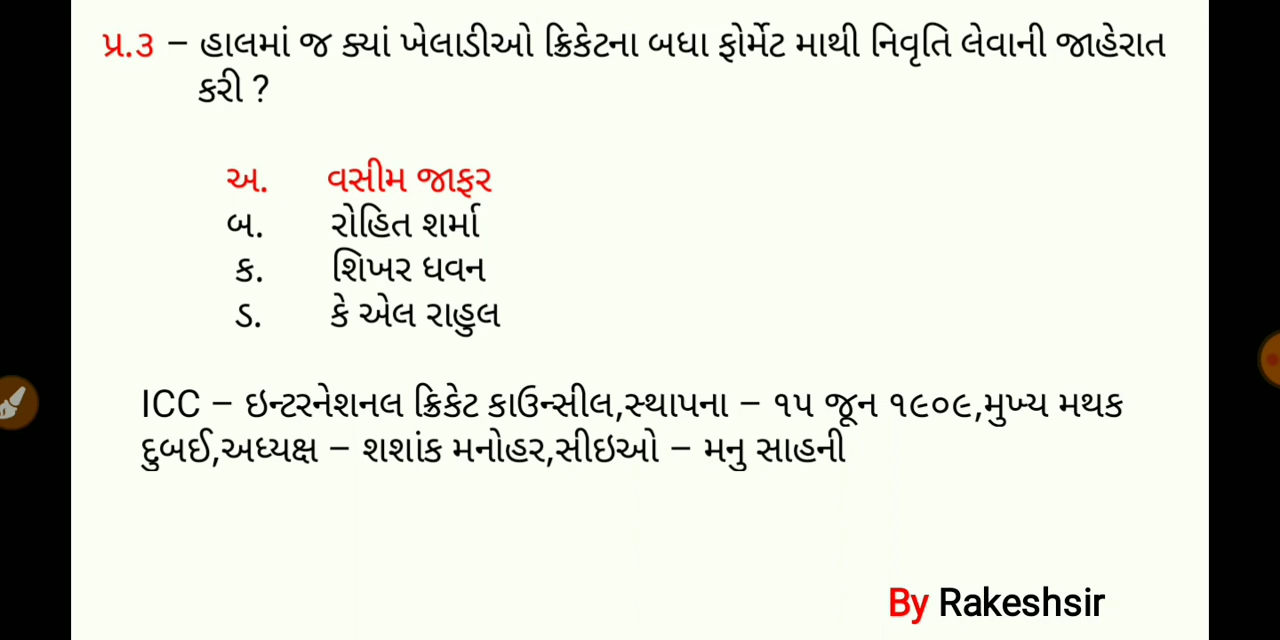 પ્ર.૩ – હાલમાં જ ક્યાં ખેલાડીઓ ક્રિકેટના બધા ફોર્મેટ માથી નિવૃતિ લેવાની જાહેરાત
કરી ?
અ. વસીમ જાફર
બ. રોહિત શર્મા
ક. શિખર ધવન
ડ. કે એલ રાહુલ
ICC – ઇન્ટરનેશનલ ક્રિકેટ કાઉન્સીલ,સ્થાપના – ૧૫ જૂન ૧૯૦૯,મુખ્ય મથક
દુબઈ,અધ્યક્ષ – શશાંક મનોહર,સીઇઓ – મનુ સાહની
By Rakeshsir